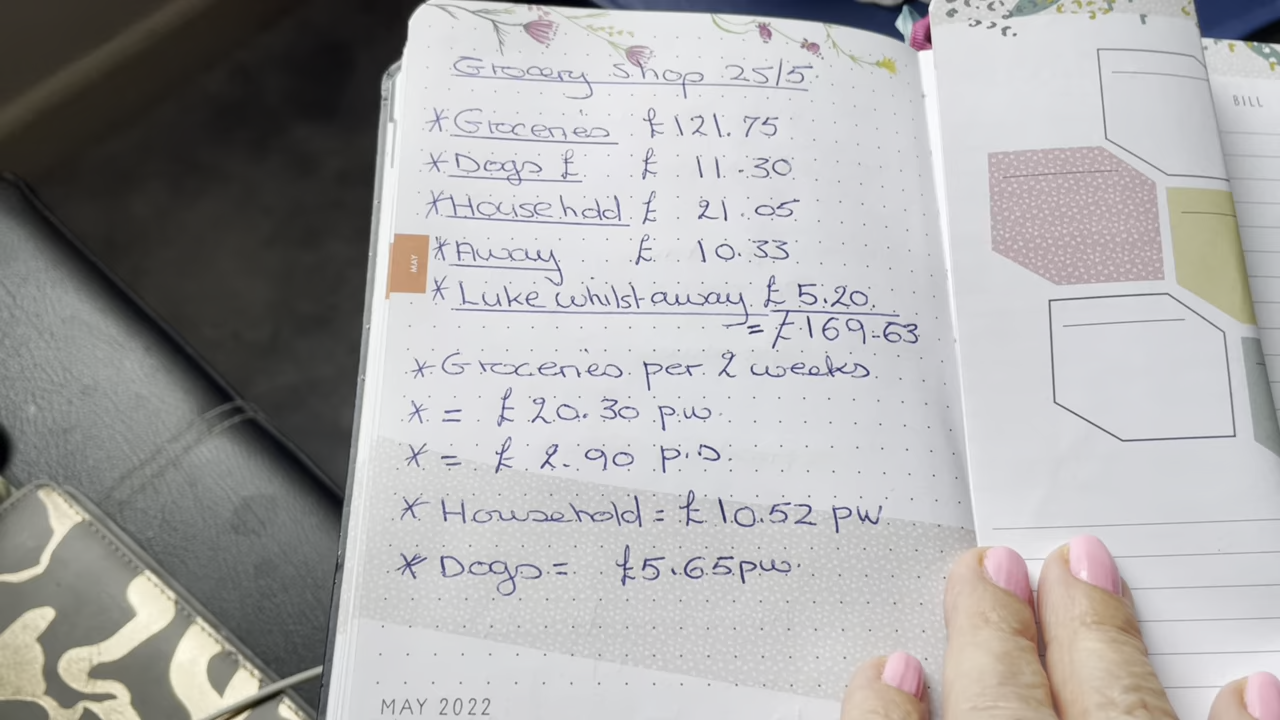 Grocery shop 25/5
* Groceries £121.75
* Dogs £ £ 11.30
* Household £ 21.05
* Away £ 10.33
* Luke whilst away £5.20.
= £169-63
* Groceries per 2 weeks
* = £20.30 p.w.
* = £2.90 p.D.
* Household = £10.52 pw.
* Dogs = £5.65 p.w.
MAY
MAY 2022
BILL